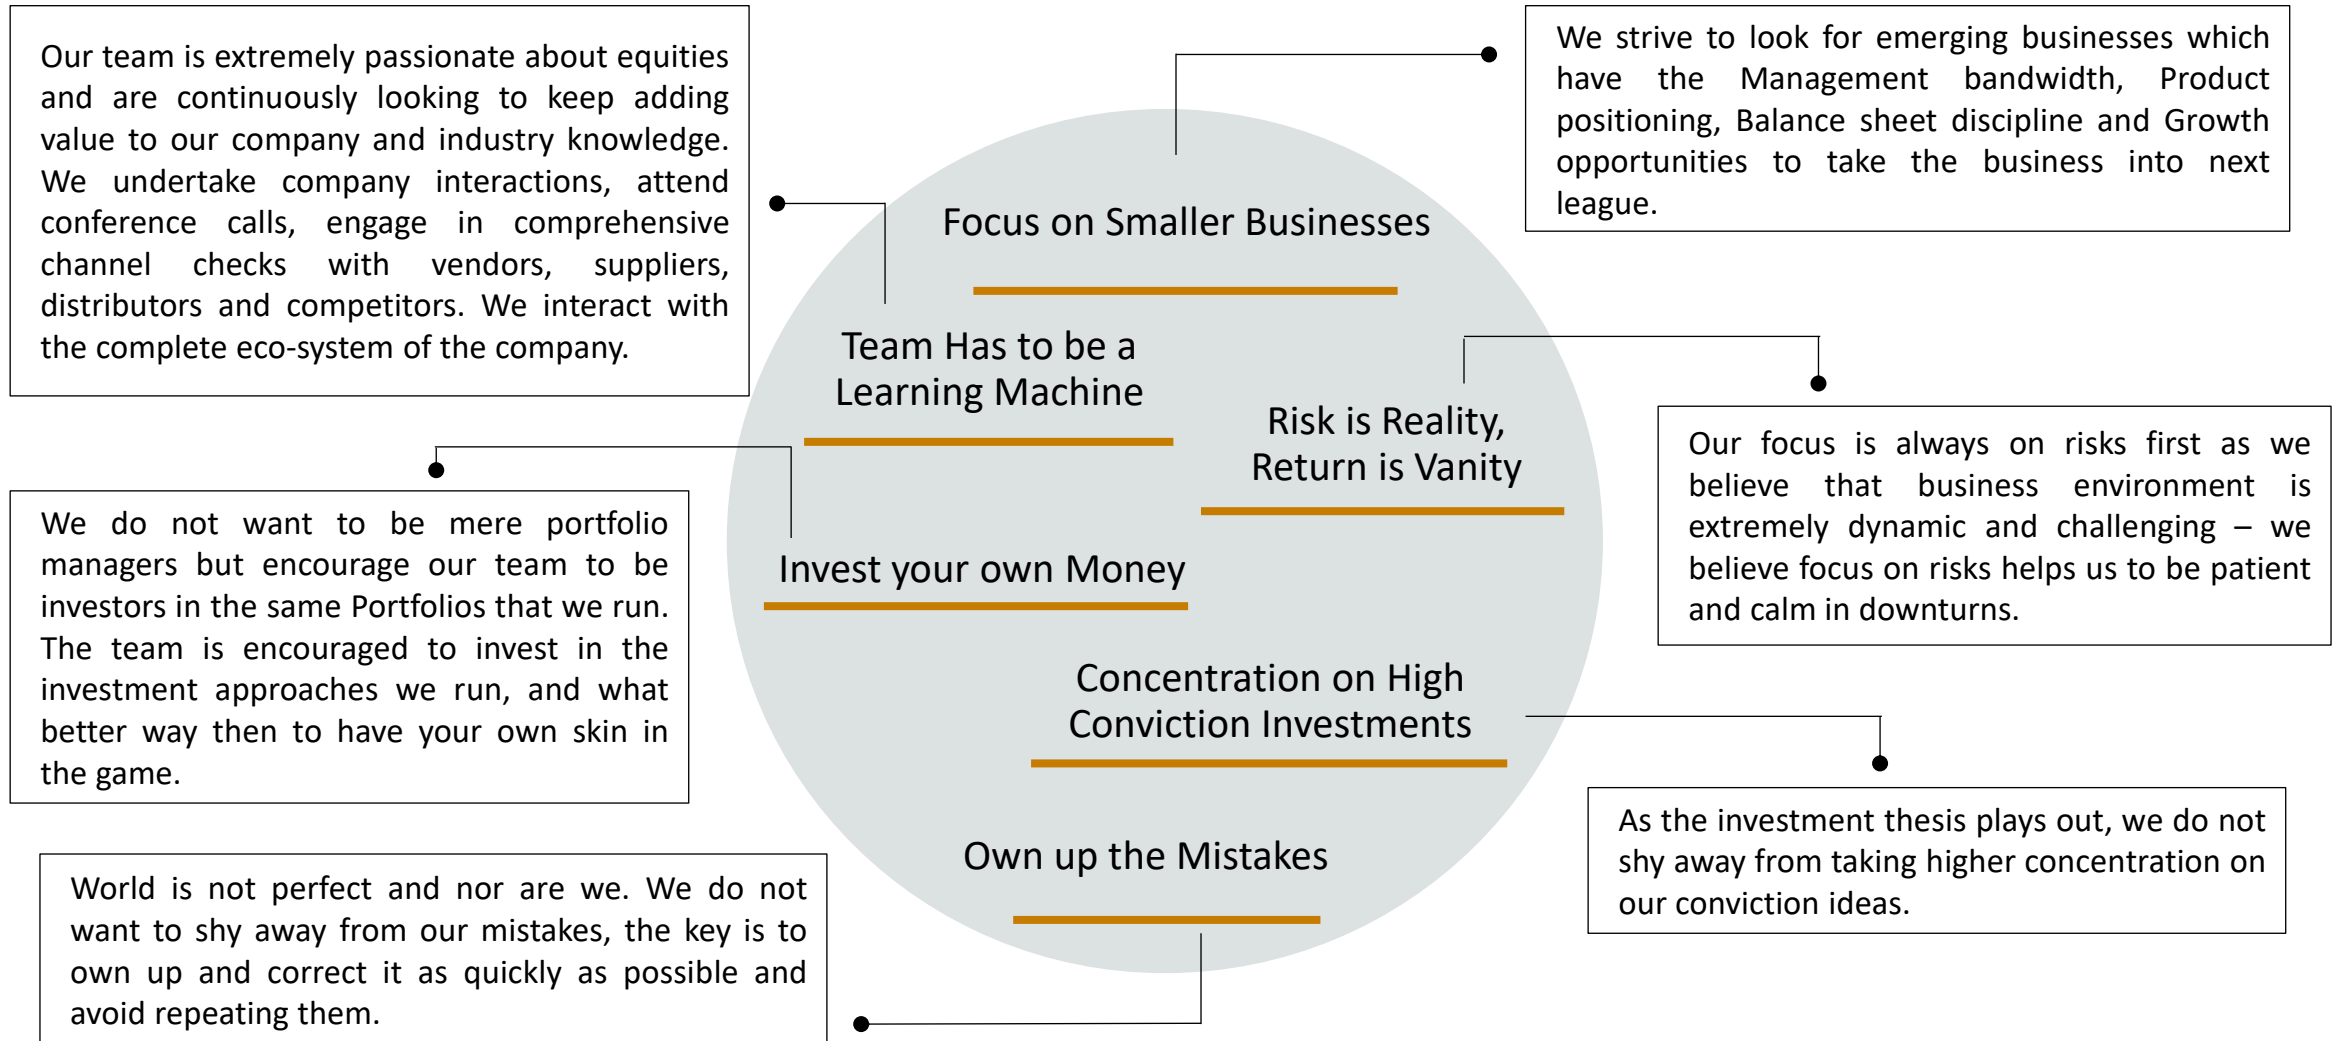 Our team is extremely passionate about equities
and are continuously looking to keep adding
value to our company and industry knowledge.
We undertake company interactions, attend
conference calls, engage in comprehensive
channel checks with vendors, suppliers,
distributors and competitors. We interact with
the complete eco-system of the company.
We strive to look for emerging businesses which
have the Management bandwidth, Product
positioning, Balance sheet discipline and Growth
opportunities to take the business into next
league.
Focus on Smaller Businesses
Team Has to be a
Learning Machine
Risk is Reality,
Return is Vanity
Our focus is always on risks first as we
believe that business environment is
extremely dynamic and challenging – we
believe focus on risks helps us to be patient
and calm in downturns.
We do not want to be mere portfolio
managers but encourage our team to be
investors in the same Portfolios that we run.
The team is encouraged to invest in the
investment approaches we run, and what
better way then to have your own skin in
the game.
Invest your own Money
Concentration on High
Conviction Investments
As the investment thesis plays out, we do not
shy away from taking higher concentration on
our conviction ideas.
Own up the Mistakes
World is not perfect and nor are we. We do not
want to shy away from our mistakes, the key is to
own up and correct it as quickly as possible and
avoid repeating them.